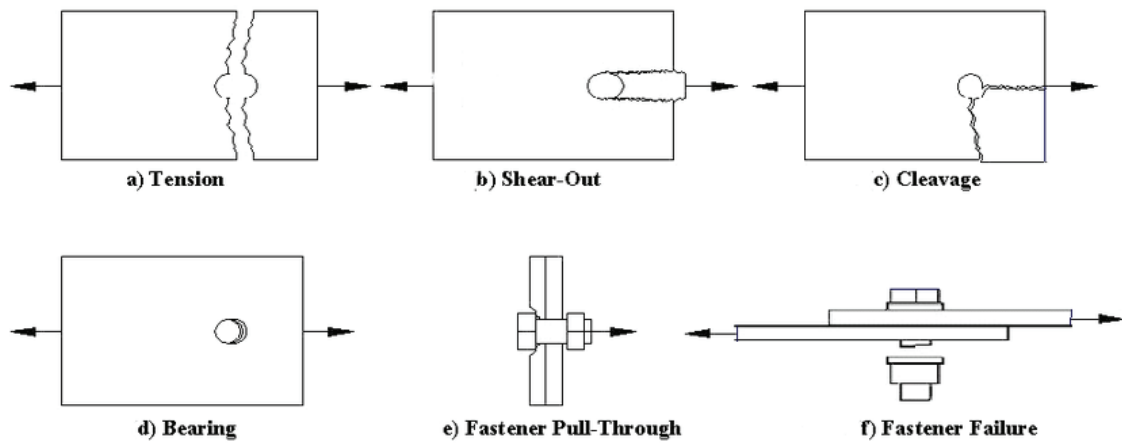 a) Tension
b) Shear-Out
c) Cleavage
d) Bearing
e) Fastener Pull-Through
f) Fastener Failure